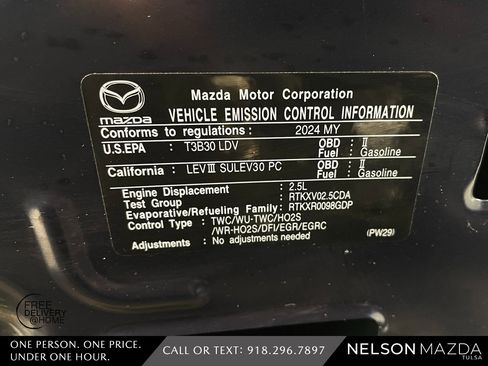 Mazda Motor Corporation
mazda
VEHICLE EMISSION CONTROL INFORMATION
Conforms to regulations : 2024 MY
U.S.EPA : T3B30 LDV OBD : II
Fuel : Gasoline
California : LEVIII SULEV30 PC OBD : II
Fuel : Gasoline
Engine Displacement : 2.5L
Test Group : RTKXV02.5CDA
Evaporative/Refueling Family : RTKXR0098GDP
Control Type : TWC/WU-TWC/HO2S
/WR-HO2S/DFI/EGR/EGRC
Adjustments : No adjustments needed (PW29)
FREE
DELIVERY
@HOME
ONE PERSON. ONE PRICE.
UNDER ONE HOUR.
CALL OR TEXT: 918.296.7897
NELSON MAZDA
TULSA